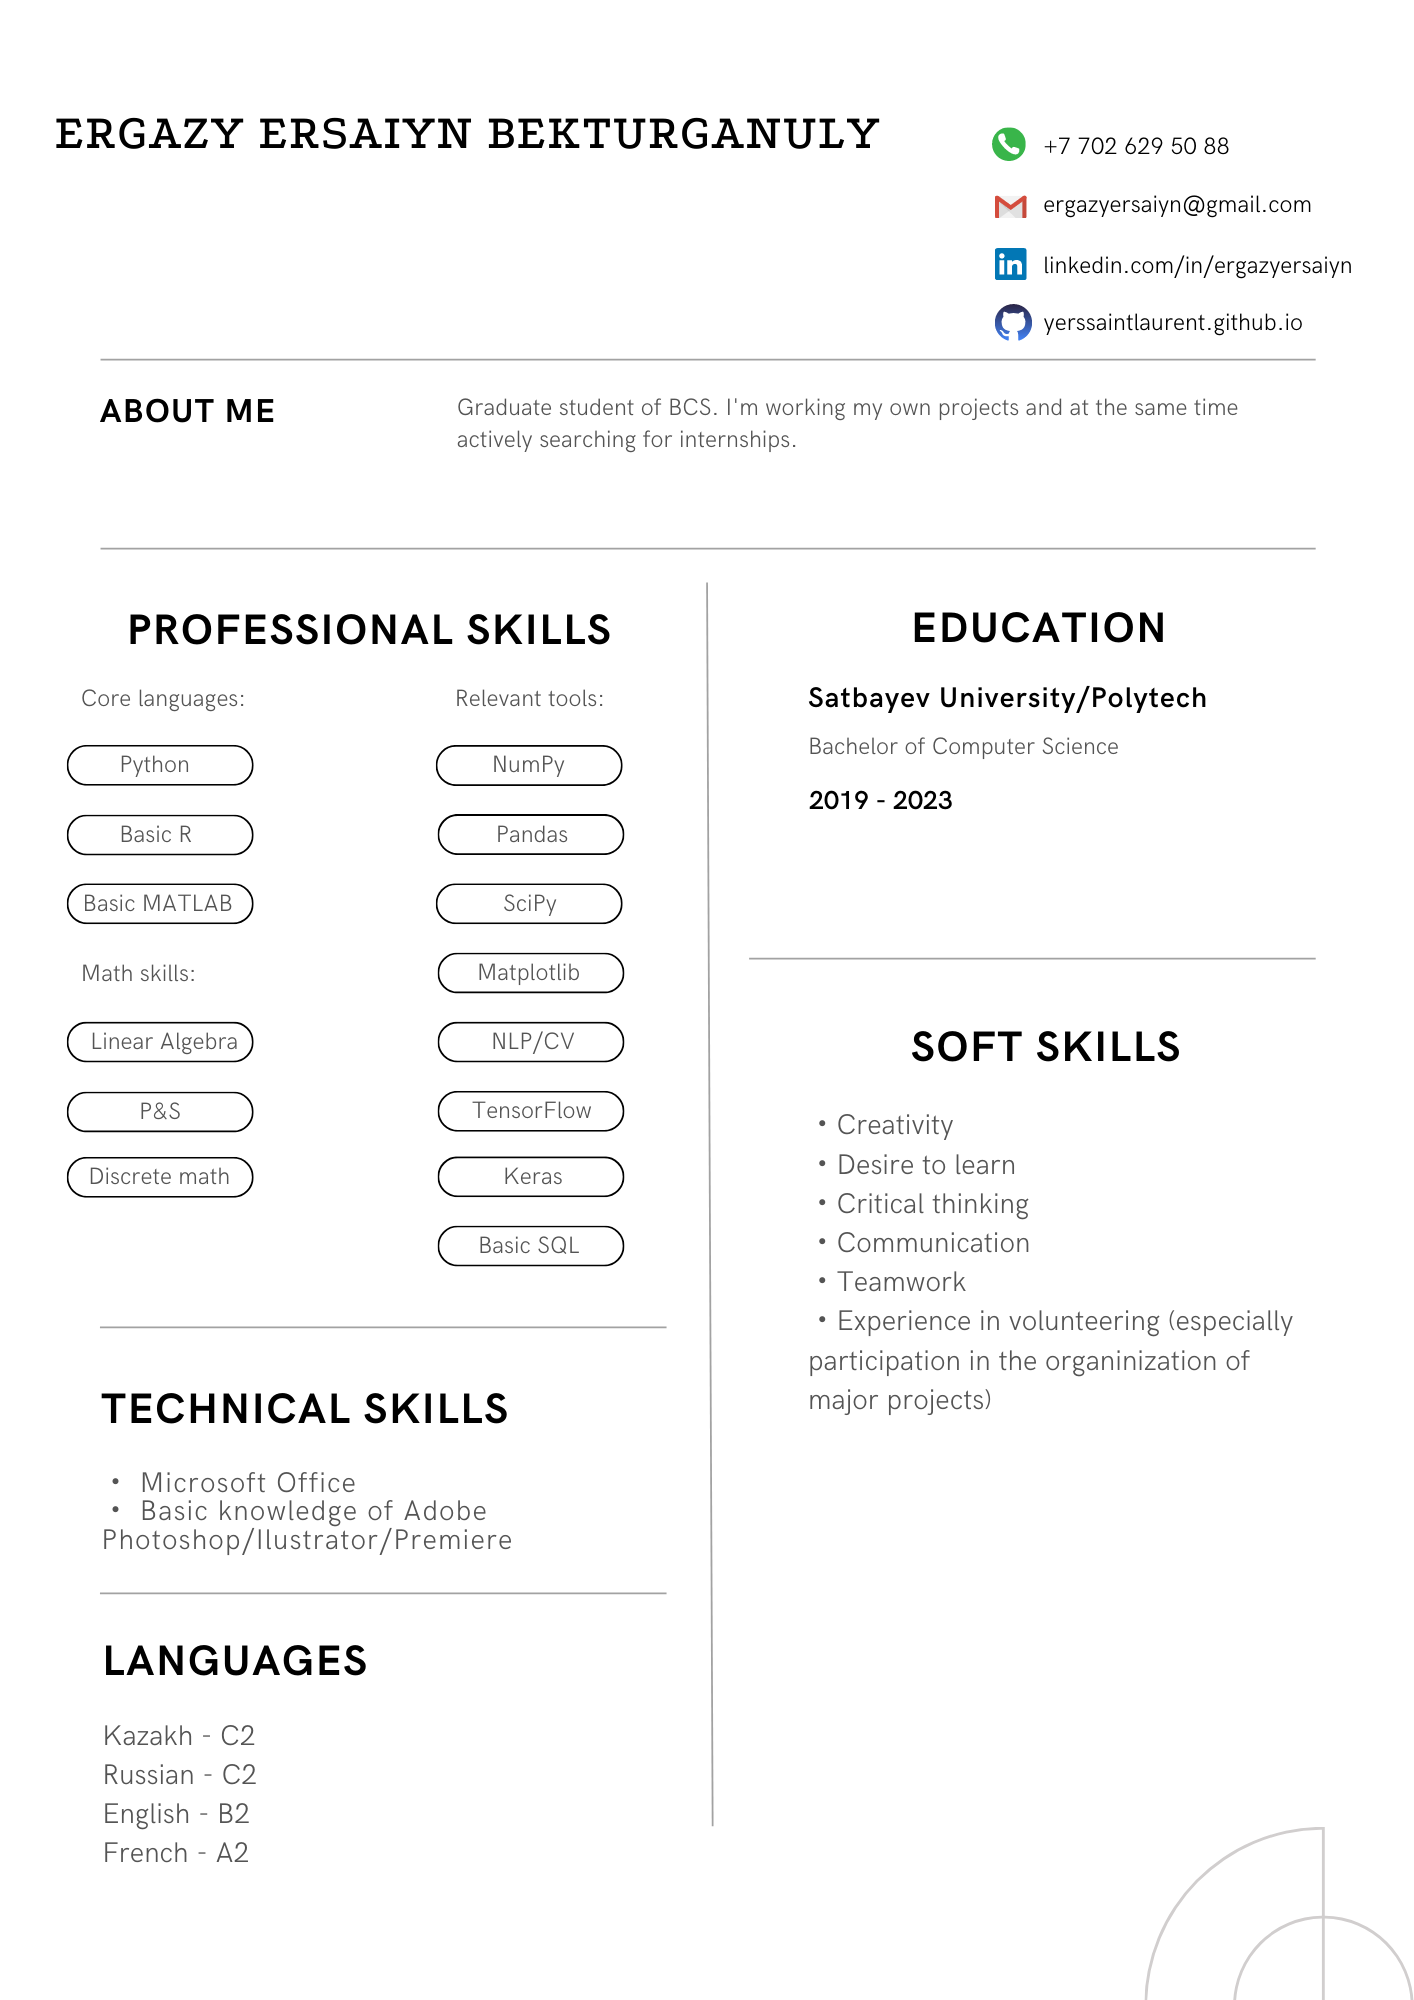 ERGAZY ERSAIYN BEKTURGANULY
+7 702 629 50 88
ergazyersaiyn@gmail.com
linkedin.com/in/ergazyersaiyn
yerssaintlaurent.github.io
ABOUT ME
Graduate student of BCS. I'm working my own projects and at the same time
actively searching for internships.
PROFESSIONAL SKILLS
Core languages:
Python
Basic R
Basic MATLAB
Math skills:
Linear Algebra
P&S
Discrete math
Relevant tools:
NumPy
Pandas
SciPy
Matplotlib
NLP/CV
TensorFlow
Keras
Basic SQL
TECHNICAL SKILLS
• Microsoft Office
• Basic knowledge of Adobe
Photoshop/Ilustrator/Premiere
LANGUAGES
Kazakh - C2
Russian - C2
English - B2
French - A2
EDUCATION
Satbayev University/Polytech
Bachelor of Computer Science
2019 - 2023
SOFT SKILLS
• Creativity
• Desire to learn
• Critical thinking
• Communication
• Teamwork
• Experience in volunteering (especially
participation in the organinization of
major projects)